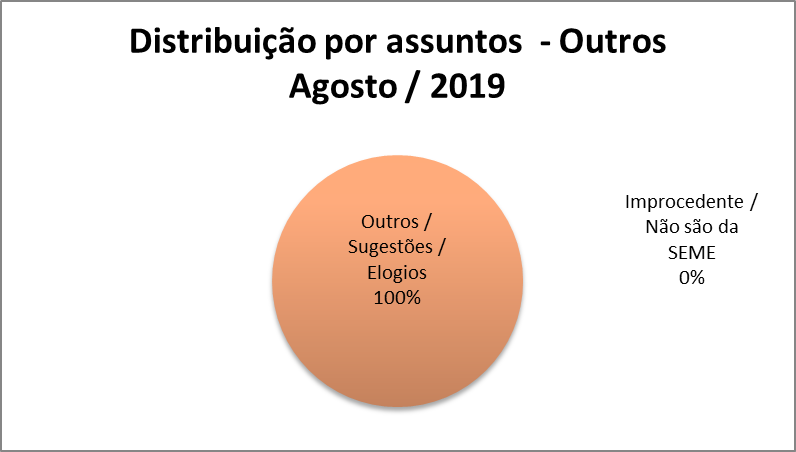 Distribuição por assuntos - Outros
Agosto / 2019
Outros /
Sugestões /
Elogios
100%
Improcedente /
Não são da
SEME
0%